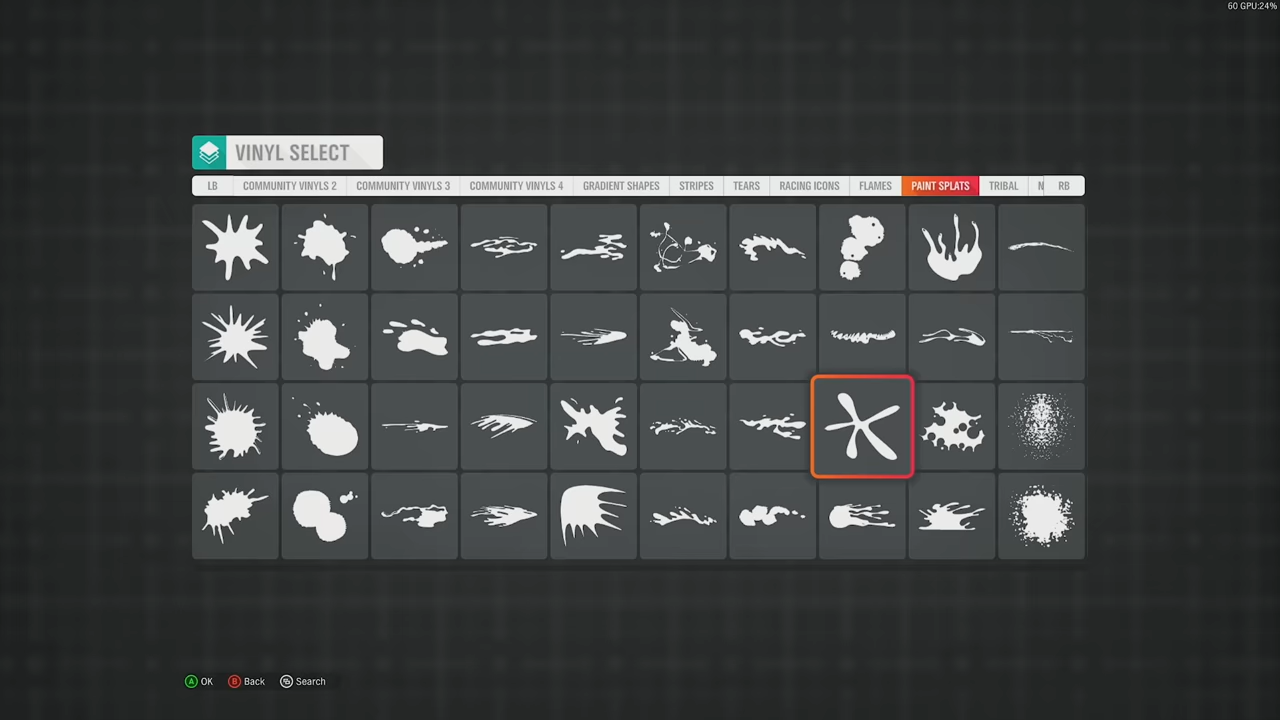 60 GPU:24%
VINYL SELECT
LB COMMUNITY VINYLS 2 COMMUNITY VINYLS 3 COMMUNITY VINYLS 4 GRADIENT SHAPES STRIPES TEARS RACING ICONS FLAMES PAINT SPLATS TRIBAL N RB
A OK B Back Search